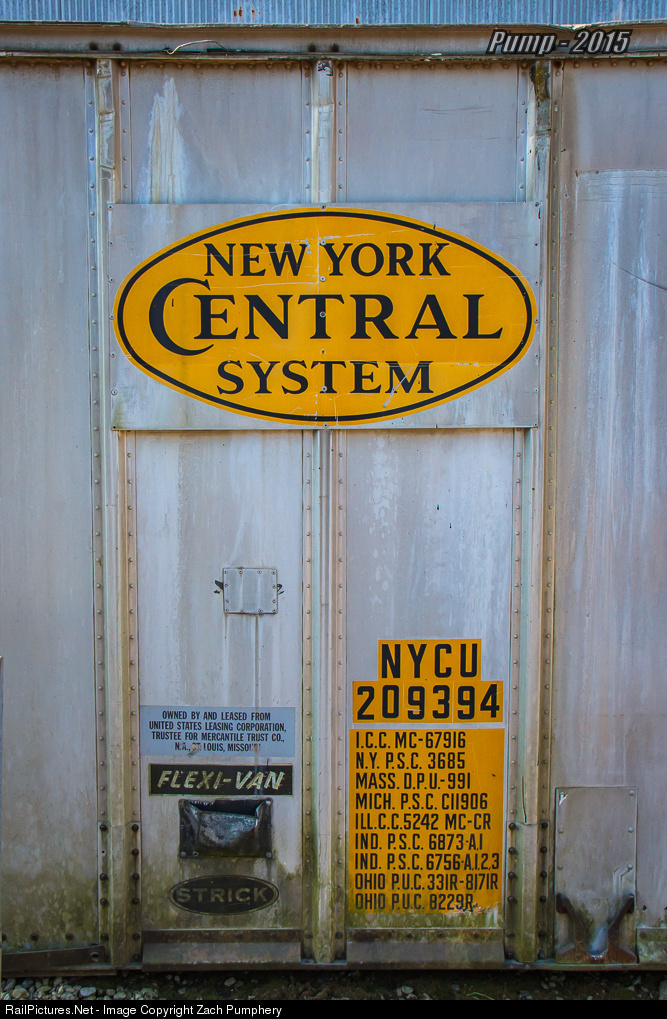 Pump - 2015
NEW YORK
CENTRAL
SYSTEM
NYCU
209394
OWNED BY AND LEASED FROM
UNITED STATES LEASING CORPORATION,
TRUSTEE FOR MERCANTILE TRUST CO.,
N.A., ST. LOUIS, MISSOURI
FLEXI-VAN
STRICK
I.C.C. MC-67916
N.Y. P.S.C. 3685
MASS. D.P.U.-991
MICH. P.S.C. C11906
ILL.C.C.5242 MC-CR
IND. P.S.C. 6873-A.1
IND. P.S.C. 6756-A.1.2.3
OHIO P.U.C. 331R-8171R
OHIO P.U.C. 8229R
RailPictures.Net - Image Copyright Zach Pumphery